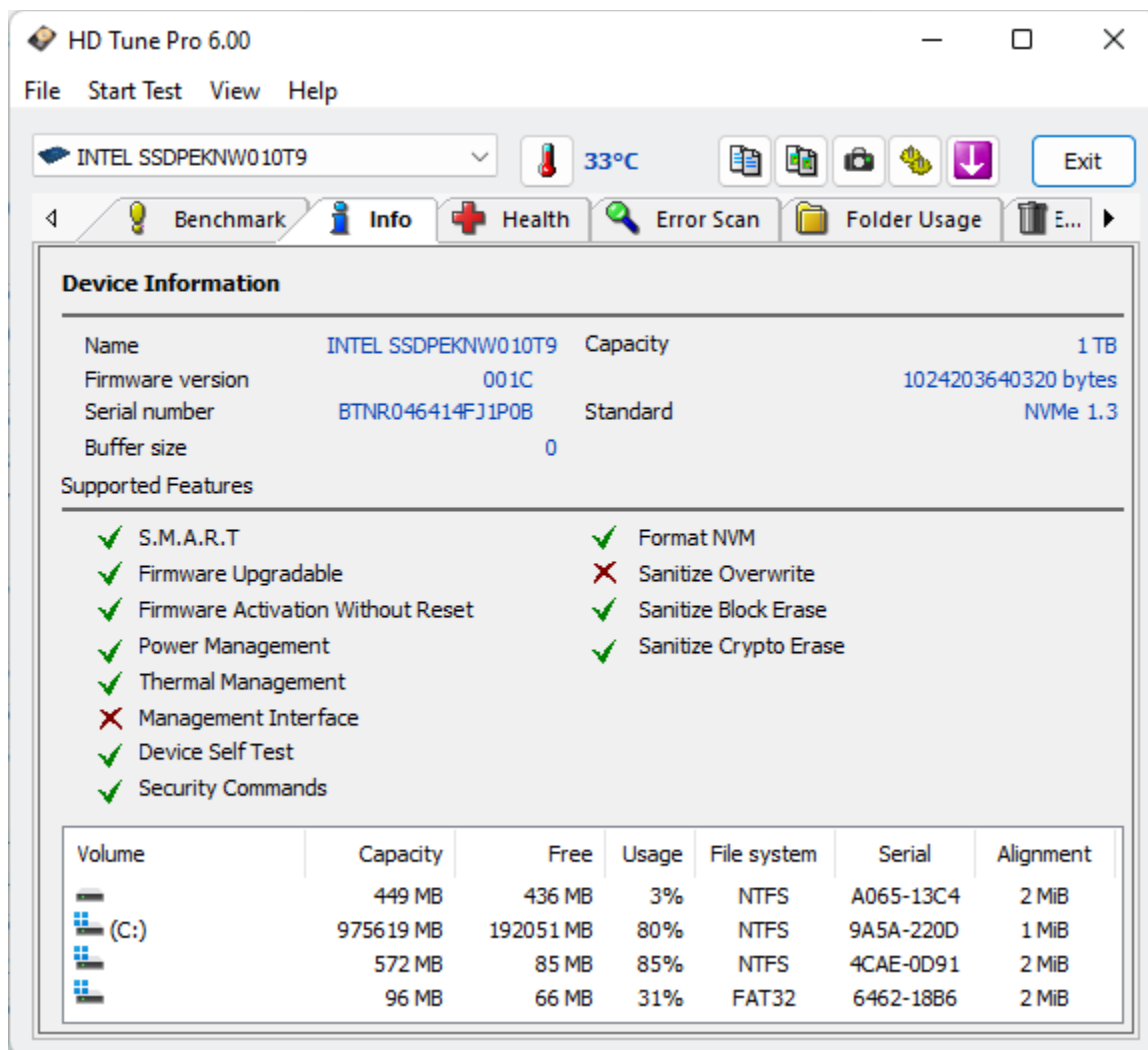 HD Tune Pro 6.00
File Start Test View Help
INTEL SSDPEKNW010T9 33°C Exit
Benchmark Info Health Error Scan Folder Usage E...
Device Information
Name INTEL SSDPEKNW010T9 Capacity 1 TB
Firmware version 001C 1024203640320 bytes
Serial number BTNR046414FJ1P0B Standard NVMe 1.3
Buffer size 0
Supported Features
S.M.A.R.T Format NVM
Firmware Upgradable Sanitize Overwrite
Firmware Activation Without Reset Sanitize Block Erase
Power Management Sanitize Crypto Erase
Thermal Management
Management Interface
Device Self Test
Security Commands
Volume Capacity Free Usage File system Serial Alignment
449 MB 436 MB 3% NTFS A065-13C4 2 MiB
(C:) 975619 MB 192051 MB 80% NTFS 9A5A-220D 1 MiB
572 MB 85 MB 85% NTFS 4CAE-0D91 2 MiB
96 MB 66 MB 31% FAT32 6462-18B6 2 MiB